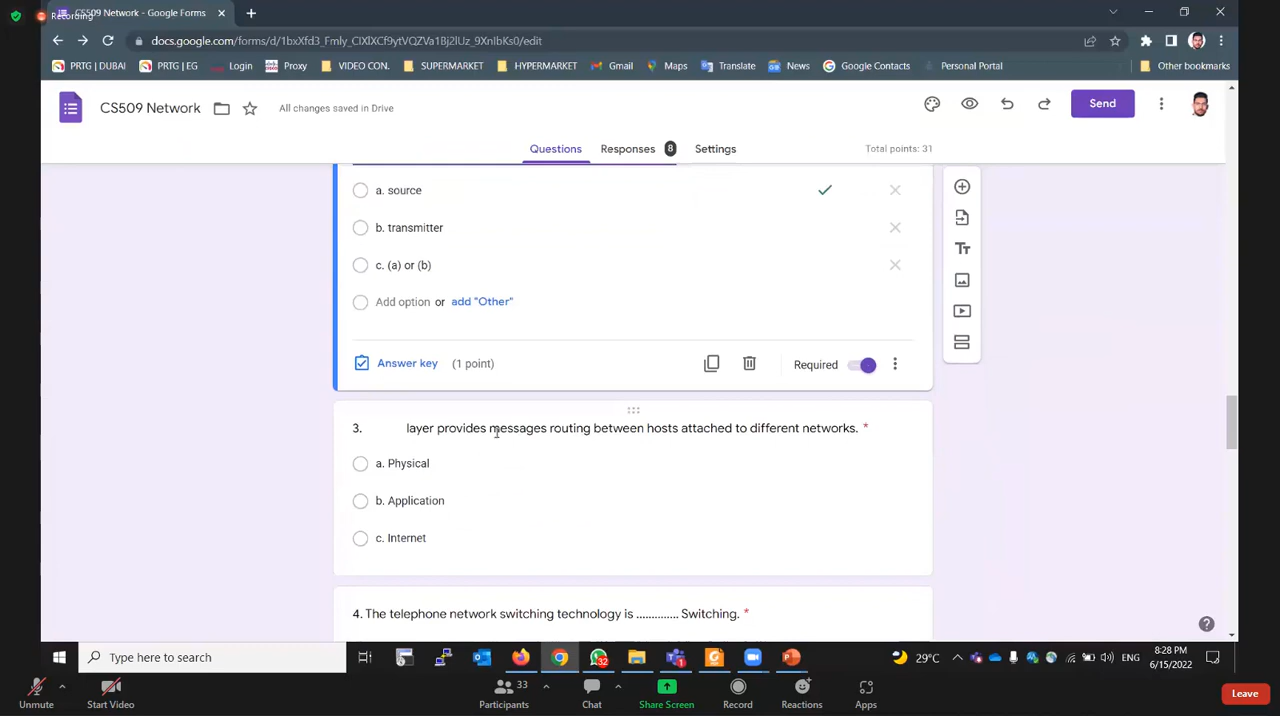 Recording
CS509 Network - Google Forms
docs.google.com/forms/d/1bxXfd3_Fmly_ClXlXCf9ytVQZVa1Bj2lUz_9XnIbKs0/edit
PRTG | DUBAI
PRTG | EG
Login
Proxy
VIDEO CON.
SUPERMARKET
HYPERMARKET
Gmail
Maps
Translate
News
Google Contacts
Personal Portal
Other bookmarks
CS509 Network
All changes saved in Drive
Send
Questions
Responses 8
Settings
Total points: 31
a. source
b. transmitter
c. (a) or (b)
Add option or add "Other"
Answer key (1 point)
Required
3. layer provides messages routing between hosts attached to different networks. *
a. Physical
b. Application
c. Internet
4. The telephone network switching technology is .............. Switching. *
Type here to search
32
1
29°C
ENG
8:28 PM
6/15/2022
Unmute
Start Video
Participants 33
Chat
Share Screen
Record
Reactions
Apps
Leave